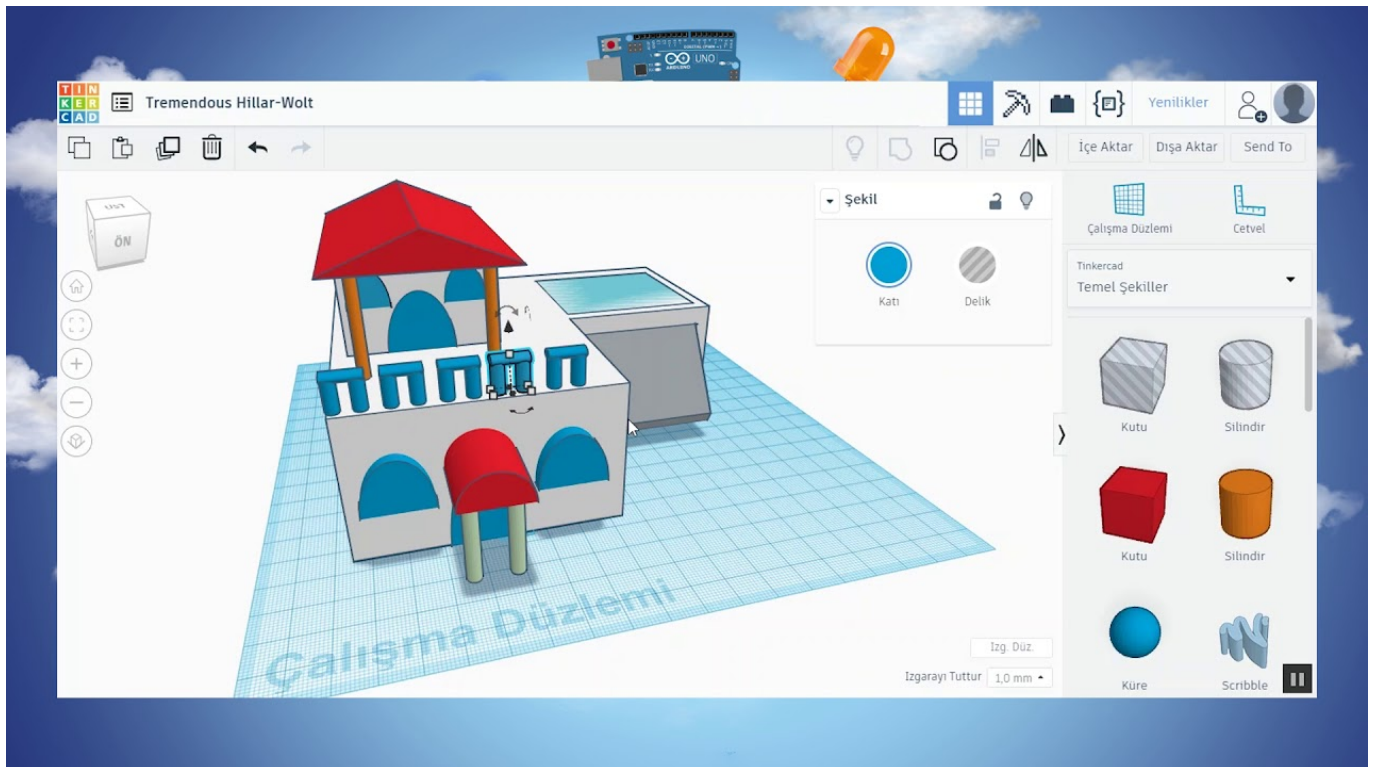 UNO
ARDUINO
TIN
KER
CAD
Tremendous Hillar-Wolt
Yenilikler
İçe Aktar
Dışa Aktar
Send To
ÜST
ÖN
Şekil
Katı
Delik
Çalışma Düzlemi
Cetvel
Tinkercad
Temel Şekiller
Kutu
Silindir
Kutu
Silindir
Küre
Scribble
Çalışma Düzlemi
Izg. Düz.
Izgarayı Tuttur
1,0 mm